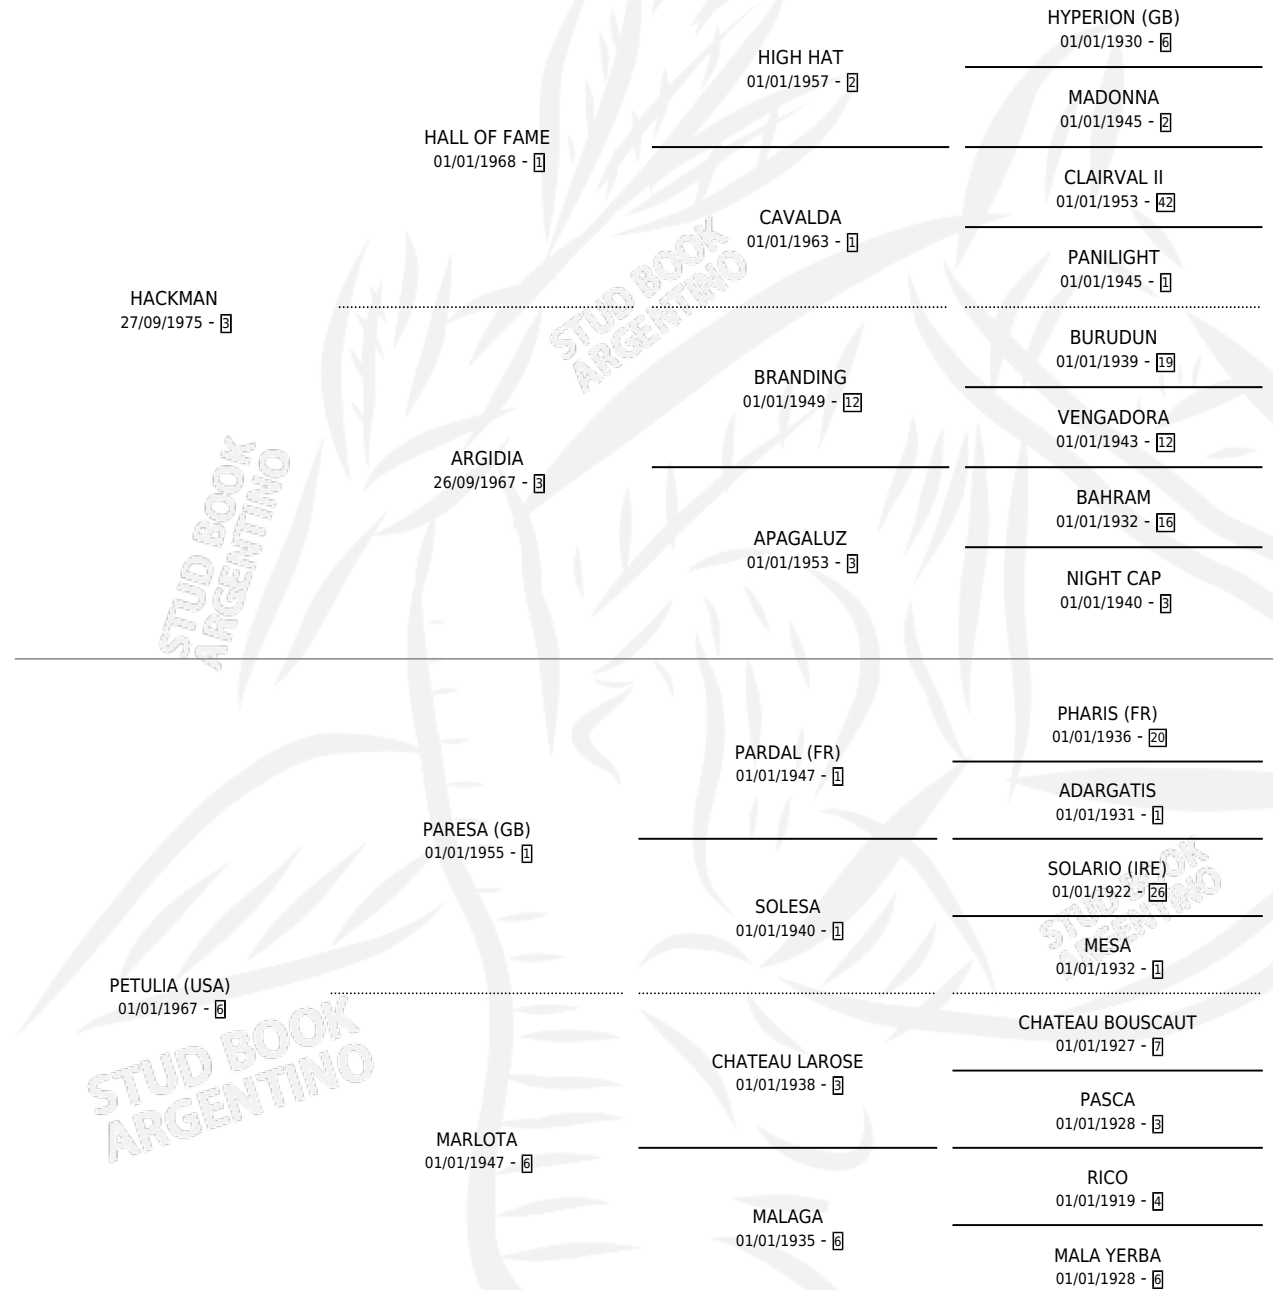 HYPERION (GB)
01/01/1930 - 6
HIGH HAT
01/01/1957 - 2
MADONNA
01/01/1945 - 2
HALL OF FAME
01/01/1968 - 1
CLAIRVAL II
01/01/1953 - 42
CAVALDA
01/01/1963 - 1
PANILIGHT
01/01/1945 - 1
HACKMAN
27/09/1975 - 3
STUD BOOK
ARGENTINO
BURUDUN
01/01/1939 - 19
BRANDING
01/01/1949 - 12
VENGADORA
01/01/1943 - 12
ARGIDIA
26/09/1967 - 3
BAHRAM
01/01/1932 - 16
APAGALUZ
01/01/1953 - 3
NIGHT CAP
01/01/1940 - 3
STUD BOOK
ARGENTINO
PHARIS (FR)
01/01/1936 - 20
PARDAL (FR)
01/01/1947 - 1
ADARGATIS
01/01/1931 - 1
PARESA (GB)
01/01/1955 - 1
SOLARIO (IRE)
01/01/1922 - 26
SOLESA
01/01/1940 - 1
STUD BOOK
ARGENTINO
MESA
01/01/1932 - 1
PETULIA (USA)
01/01/1967 - 6
STUD BOOK
ARGENTINO
CHATEAU BOUSCAUT
01/01/1927 - 7
CHATEAU LAROSE
01/01/1938 - 3
PASCA
01/01/1928 - 3
MARLOTA
01/01/1947 - 6
RICO
01/01/1919 - 4
MALAGA
01/01/1935 - 6
MALA YERBA
01/01/1928 - 6